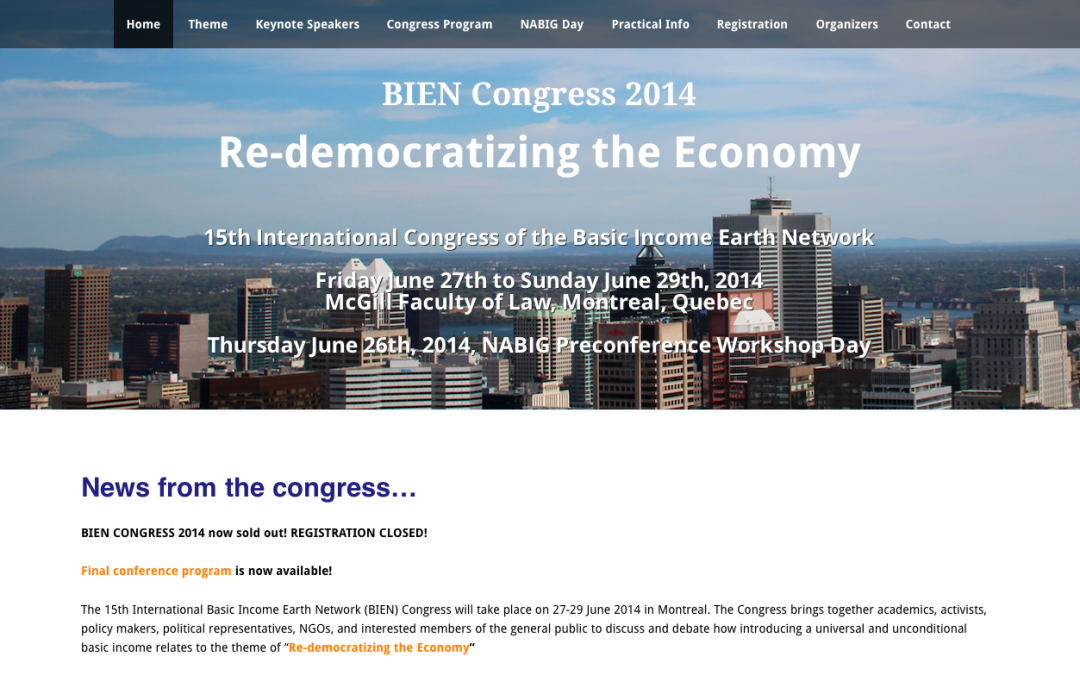 Home Theme Keynote Speakers Congress Program NABIG Day Practical Info Registration Organizers Contact
BIEN Congress 2014
Re-democratizing the Economy
15th International Congress of the Basic Income Earth Network
Friday June 27th to Sunday June 29th, 2014
McGill Faculty of Law, Montreal, Quebec
Thursday June 26th, 2014, NABIG Preconference Workshop Day
News from the congress…
BIEN CONGRESS 2014 now sold out! REGISTRATION CLOSED!
Final conference program is now available!
The 15th International Basic Income Earth Network (BIEN) Congress will take place on 27-29 June 2014 in Montreal. The Congress brings together academics, activists,
policy makers, political representatives, NGOs, and interested members of the general public to discuss and debate how introducing a universal and unconditional
basic income relates to the theme of “Re-democratizing the Economy”